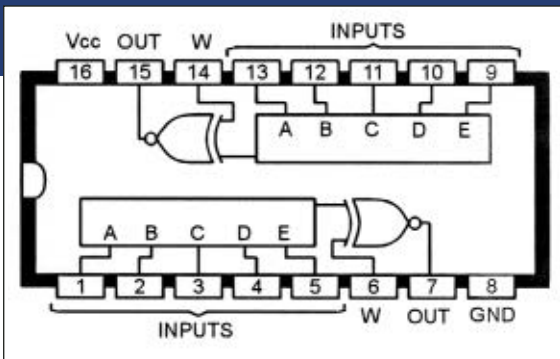 INPUTS
Vcc OUT W
16 15 14 13 12 11 10 9
A B C D E
A B C D E
1 2 3 4 5 6 7 8
INPUTS W OUT GND